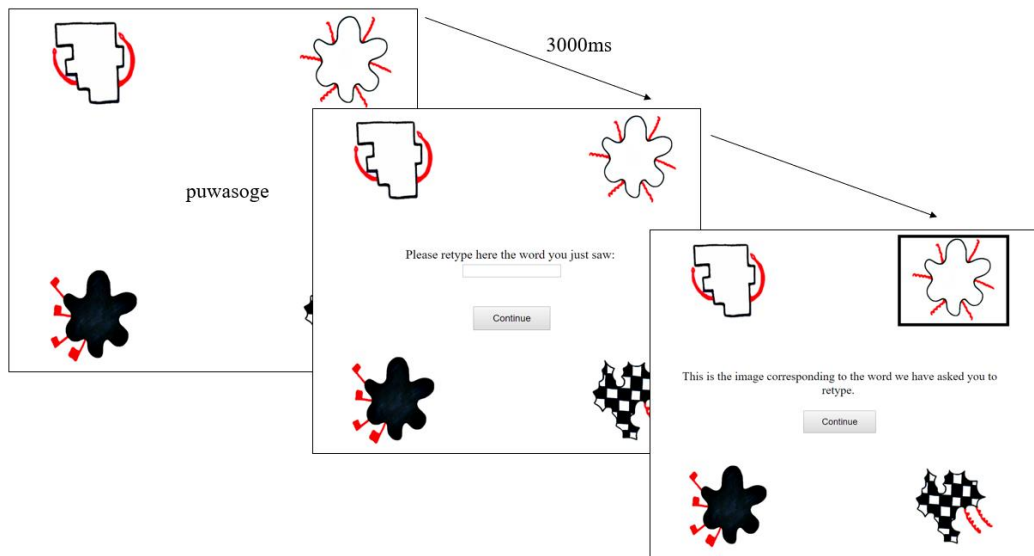 3000ms
puwasoge
Please retype here the word you just saw:
Continue
This is the image corresponding to the word we have asked you to
retype.
Continue